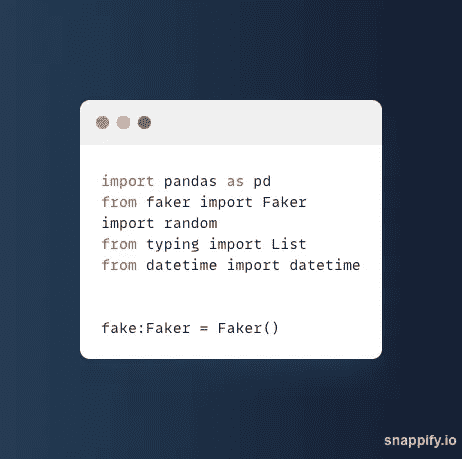 import pandas as pd
from faker import Faker
import random
from typing import List
from datetime import datetime
fake:Faker = Faker()
snappify.io